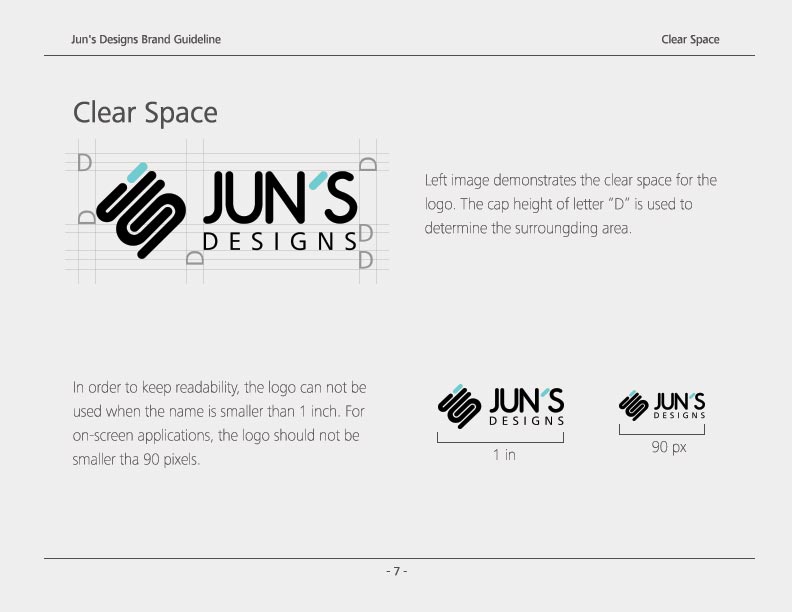 Jun's Designs Brand Guideline
Clear Space
Clear Space
D
D
JUN´S
D
DESIGNS
D
D
D
Left image demonstrates the clear space for the
logo. The cap height of letter “D” is used to
determine the surroungding area.
In order to keep readability, the logo can not be
used when the name is smaller than 1 inch. For
on-screen applications, the logo should not be
smaller tha 90 pixels.
JUN´S
DESIGNS
1 in
JUN´S
DESIGNS
90 px
- 7 -